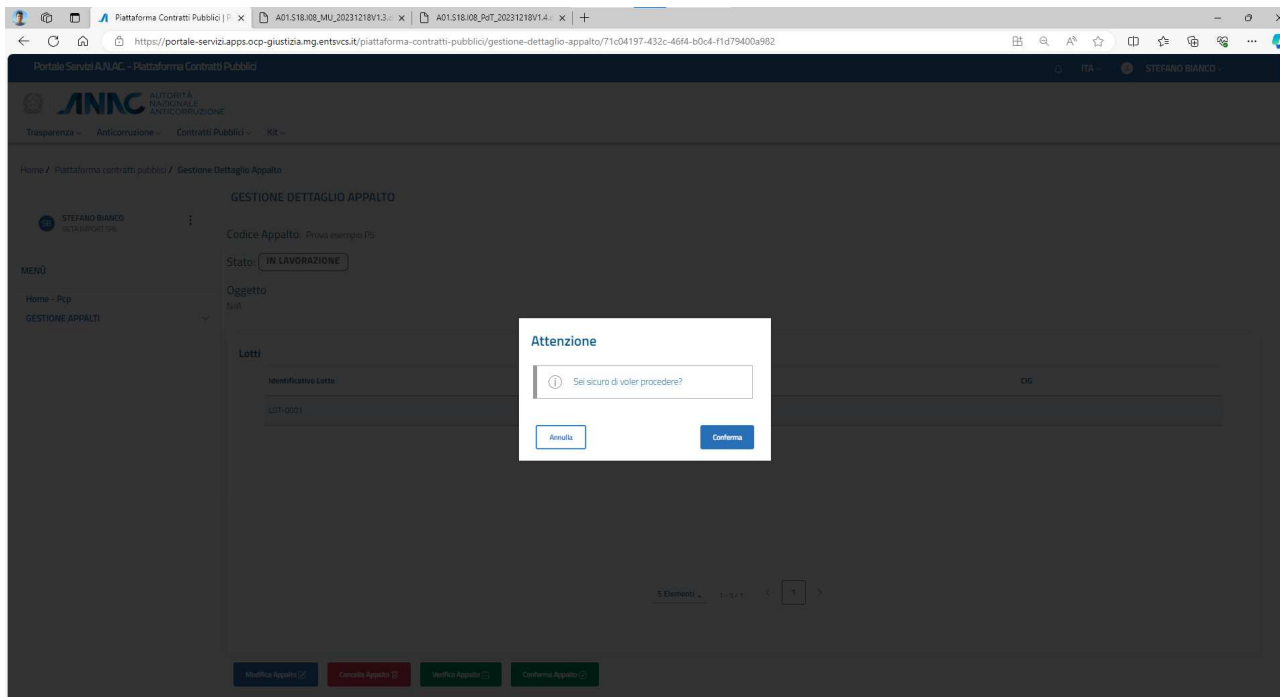 Piattaforma Contratti Pubblici | P
A01.S18.I08_MU_20231218V1.3.
A01.S18.I08_PdT_20231218V1.4.
https://portale-servizi.apps.ocp-giustizia.mg.entsvcs.it/piattaforma-contratti-pubblici/gestione-dettaglio-appalto/71c04197-432c-46f4-b0c4-f1d79400a982
Portale Servizi A.N.AC. - Piattaforma Contratti Pubblici
ITA
STEFANO BIANCO
ANAC
AUTORITÀ
NAZIONALE
ANTICORRUZIONE
Trasparenza Anticorruzione Contratti Pubblici Kit
Home / Piattaforma contratti pubblici / Gestione Dettaglio Appalto
GESTIONE DETTAGLIO APPALTO
SB
STEFANO BIANCO
Codice Appalto: Prova esempio P5
Stato: IN LAVORAZIONE
MENÙ
Oggetto
N/A
Home - Pcp
GESTIONE APPALTI
Attenzione
Lotti
Sei sicuro di voler procedere?
Identificativo Lotto
CIG
LOT-0001
Annulla
Conferma
5 Elementi
1
Modifica Appalto
Cancella Appalto
Verifica Appalto
Conferma Appalto